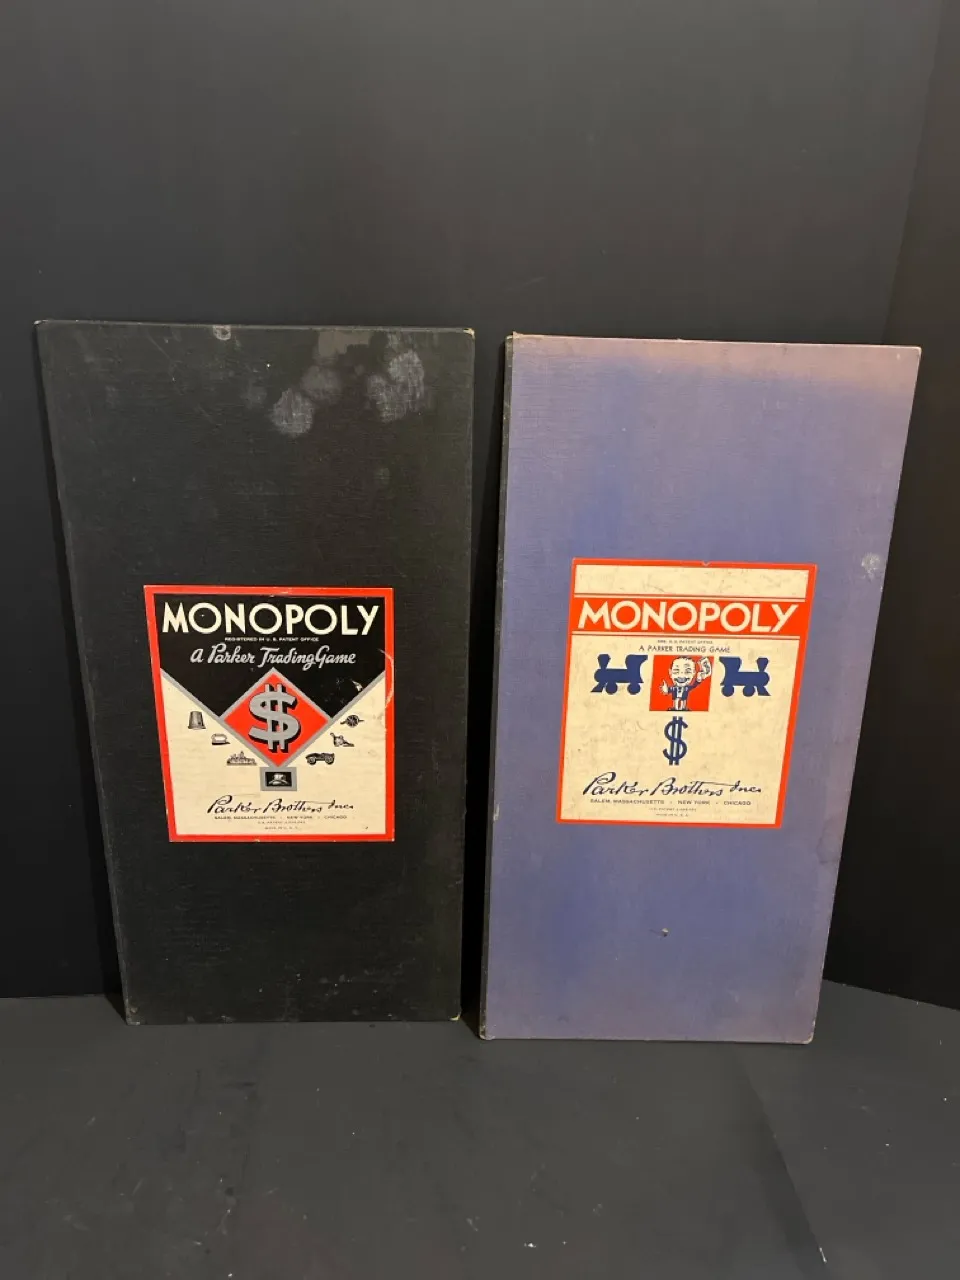 MONOPOLY
REGISTERED IN U. S. PATENT OFFICE
a Parker Trading Game
$
Parker Brothers Inc.
SALEM, MASSACHUSETTS • NEW YORK • CHICAGO
MONOPOLY
A PARKER TRADING GAME
$
Parker Brothers Inc.
SALEM, MASSACHUSETTS • NEW YORK • CHICAGO